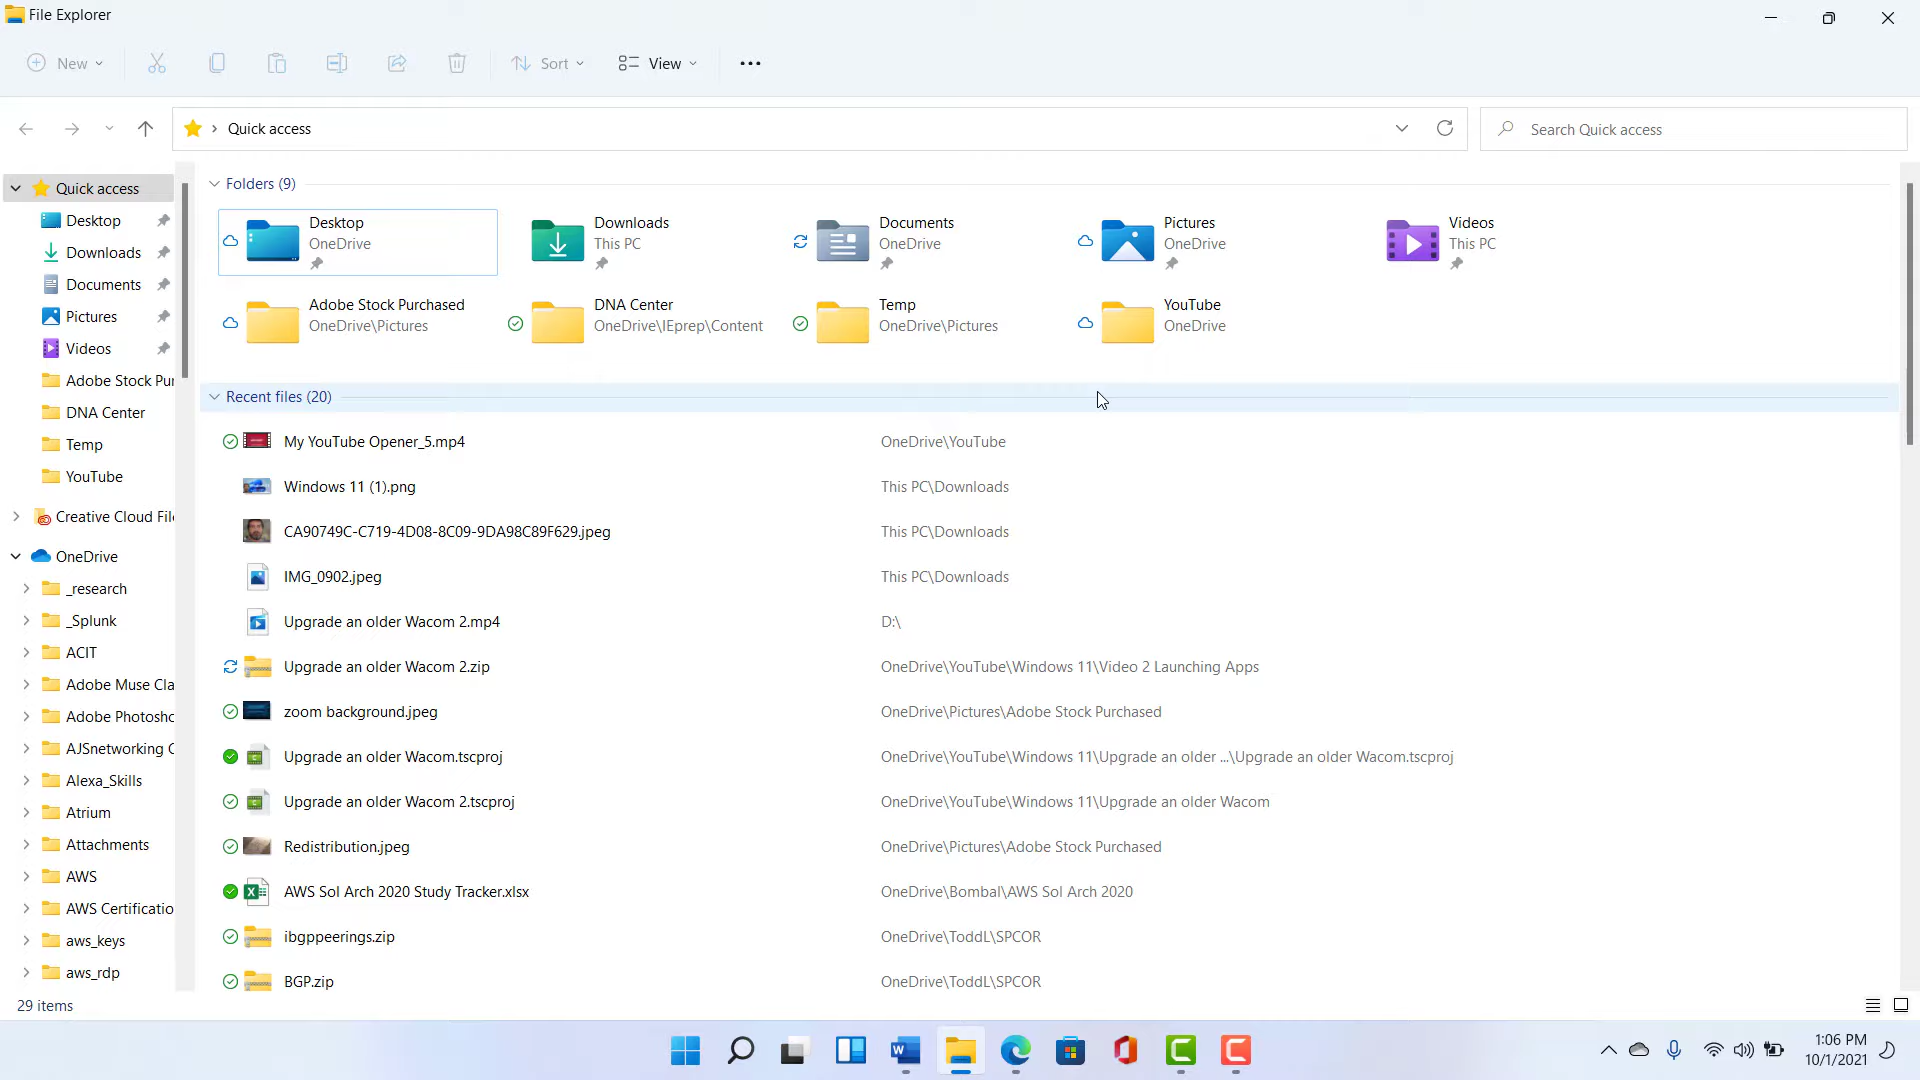 File Explorer
New
Sort
View
Quick access
Search Quick access
Quick access
Desktop
Downloads
Documents
Pictures
Videos
Adobe Stock Pur
DNA Center
Temp
YouTube
Creative Cloud File
OneDrive
_research
_Splunk
ACIT
Adobe Muse Cla
Adobe Photosho
AJSnetworking C
Alexa_Skills
Atrium
Attachments
AWS
AWS Certificatio
aws_keys
aws_rdp
Folders (9)
Desktop
OneDrive
Downloads
This PC
Documents
OneDrive
Pictures
OneDrive
Videos
This PC
Adobe Stock Purchased
OneDrive\Pictures
DNA Center
OneDrive\IEprep\Content
Temp
OneDrive\Pictures
YouTube
OneDrive
Recent files (20)
My YouTube Opener_5.mp4 OneDrive\YouTube
Windows 11 (1).png This PC\Downloads
CA90749C-C719-4D08-8C09-9DA98C89F629.jpeg This PC\Downloads
IMG_0902.jpeg This PC\Downloads
Upgrade an older Wacom 2.mp4 D:\
Upgrade an older Wacom 2.zip OneDrive\YouTube\Windows 11\Video 2 Launching Apps
zoom background.jpeg OneDrive\Pictures\Adobe Stock Purchased
Upgrade an older Wacom.tscproj OneDrive\YouTube\Windows 11\Upgrade an older ...\Upgrade an older Wacom.tscproj
Upgrade an older Wacom 2.tscproj OneDrive\YouTube\Windows 11\Upgrade an older Wacom
Redistribution.jpeg OneDrive\Pictures\Adobe Stock Purchased
AWS Sol Arch 2020 Study Tracker.xlsx OneDrive\Bombal\AWS Sol Arch 2020
ibgppeerings.zip OneDrive\ToddL\SPCOR
BGP.zip OneDrive\ToddL\SPCOR
29 items
1:06 PM
10/1/2021